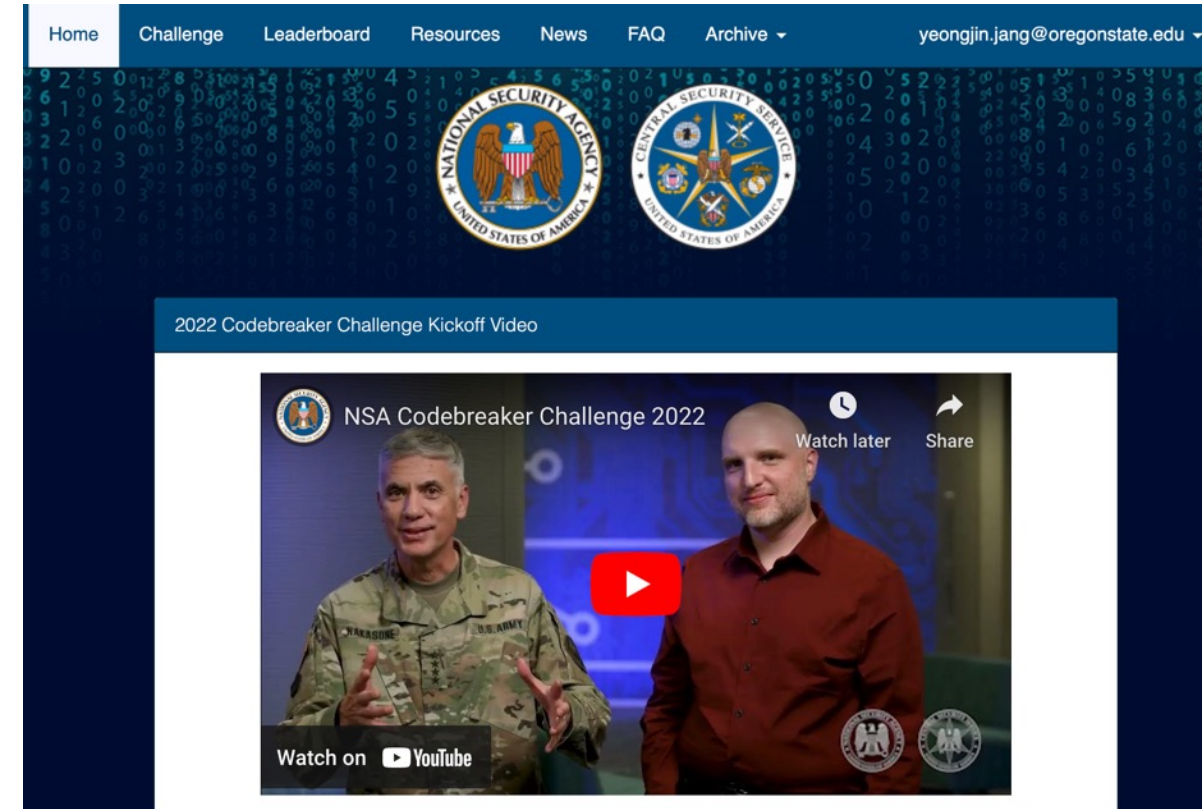 Home Challenge Leaderboard Resources News FAQ Archive yeongjin.jang@oregonstate.edu
NATIONAL SECURITY AGENCY
UNITED STATES OF AMERICA
CENTRAL SECURITY SERVICE
UNITED STATES OF AMERICA
2022 Codebreaker Challenge Kickoff Video
NSA Codebreaker Challenge 2022
Watch later Share
NAKASONE U.S. ARMY
Watch on YouTube